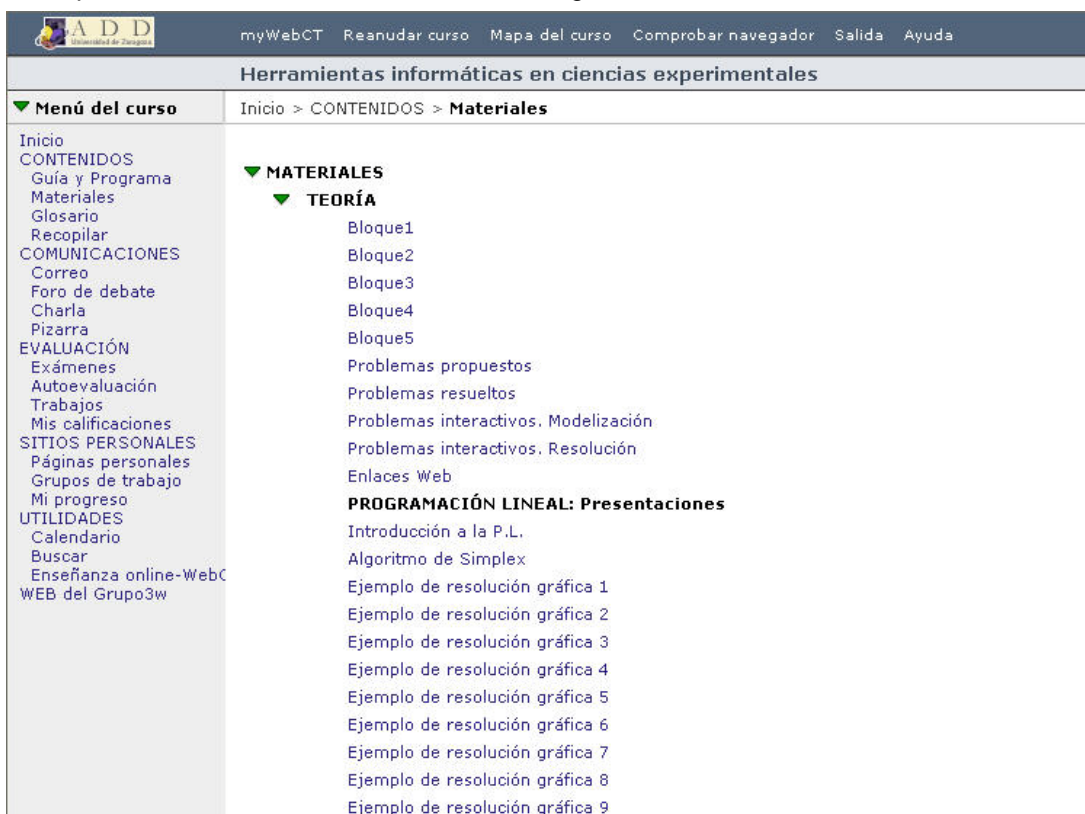 A D D
Universidad de Zaragoza
myWebCT Reanudar curso Mapa del curso Comprobar navegador Salida Ayuda
Herramientas informáticas en ciencias experimentales
Menú del curso
Inicio > CONTENIDOS > Materiales
Inicio
CONTENIDOS
Guía y Programa
Materiales
Glosario
Recopilar
COMUNICACIONES
Correo
Foro de debate
Charla
Pizarra
EVALUACIÓN
Exámenes
Autoevaluación
Trabajos
Mis calificaciones
SITIOS PERSONALES
Páginas personales
Grupos de trabajo
Mi progreso
UTILIDADES
Calendario
Buscar
Enseñanza online-WebC
WEB del Grupo3w
MATERIALES
TEORÍA
Bloque1
Bloque2
Bloque3
Bloque4
Bloque5
Problemas propuestos
Problemas resueltos
Problemas interactivos. Modelización
Problemas interactivos. Resolución
Enlaces Web
PROGRAMACIÓN LINEAL: Presentaciones
Introducción a la P.L.
Algoritmo de Simplex
Ejemplo de resolución gráfica 1
Ejemplo de resolución gráfica 2
Ejemplo de resolución gráfica 3
Ejemplo de resolución gráfica 4
Ejemplo de resolución gráfica 5
Ejemplo de resolución gráfica 6
Ejemplo de resolución gráfica 7
Ejemplo de resolución gráfica 8
Ejemplo de resolución gráfica 9